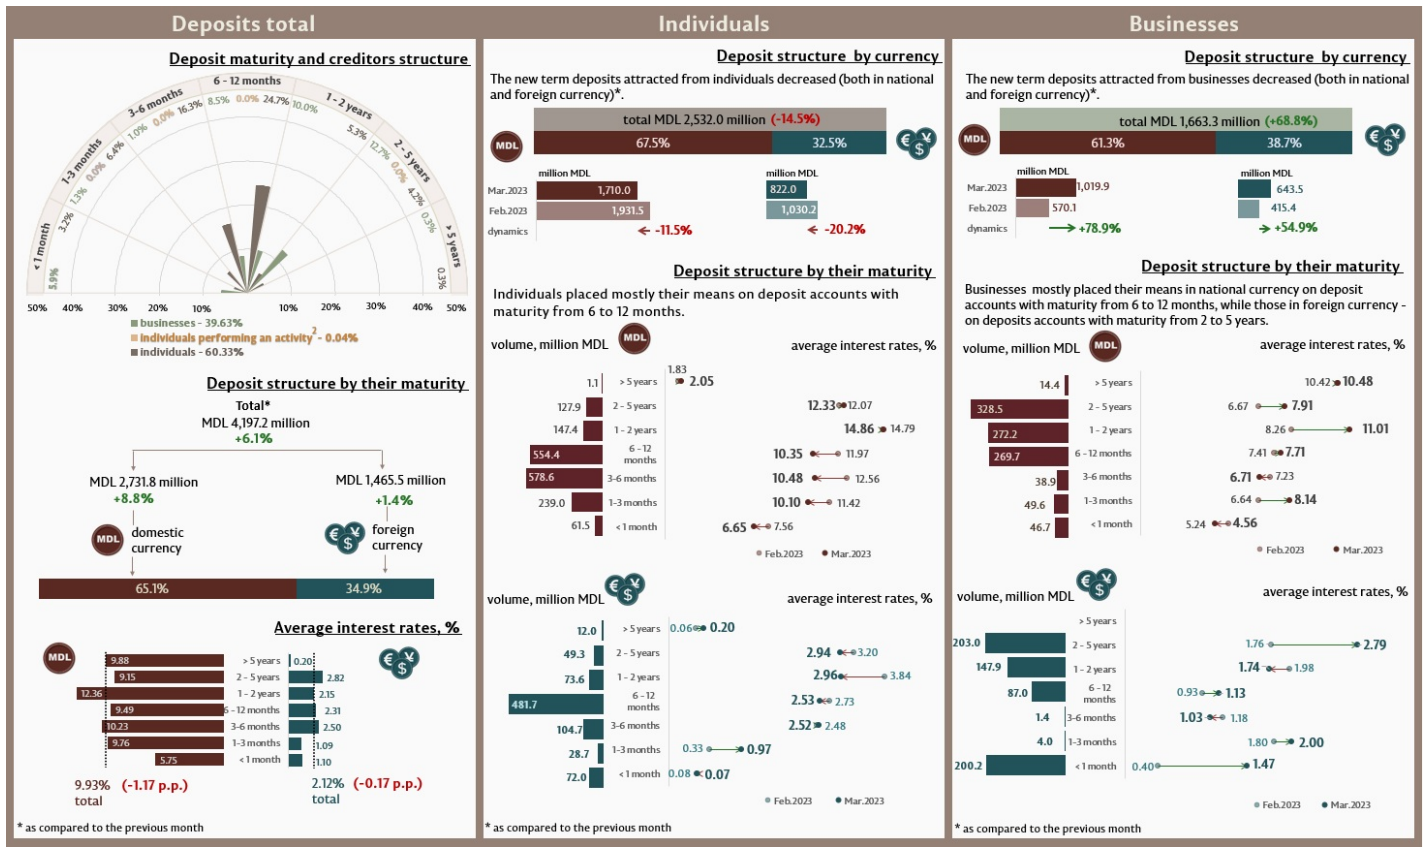 Deposits total
Deposit maturity and creditors structure
< 1 month
1-3 months
3-6 months
6 - 12 months
1 - 2 years
2 - 5 years
> 5 years
5.9%
3.2%
1.3%
0.0%
6.4%
1.0%
0.0%
16.3%
8.5%
0.0%
24.7%
10.0%
5.3%
12.7%
0.0%
4.2%
0.3%
0.3%
50% 40% 30% 20% 10% 10% 20% 30% 40% 50%
businesses - 39.63%
individuals performing an activity2 - 0.04%
individuals - 60.33%
Deposit structure by their maturity
Total*
MDL 4,197.2 million
+6.1%
MDL 2,731.8 million
+8.8%
MDL 1,465.5 million
+1.4%
MDL
domestic
currency
€ ¥ $
foreign
currency
65.1% 34.9%
Average interest rates, %
MDL
€ ¥ $
9.88 > 5 years 0.20
9.15 2 - 5 years 2.82
12.36 1 - 2 years 2.15
9.49 6 - 12 months 2.31
10.23 3-6 months 2.50
9.76 1-3 months 1.09
5.75 < 1 month 1.10
9.93% (-1.17 p.p.)
total
2.12% (-0.17 p.p.)
total
* as compared to the previous month
Individuals
Deposit structure by currency
The new term deposits attracted from individuals decreased (both in national
and foreign currency)*.
total MDL 2,532.0 million (-14.5%)
MDL
67.5% 32.5%
€ ¥ $
million MDL million MDL
Mar.2023 1,710.0 822.0
Feb.2023 1,931.5 1,030.2
dynamics -11.5% -20.2%
Deposit structure by their maturity
Individuals placed mostly their means on deposit accounts with
maturity from 6 to 12 months.
volume, million MDL MDL average interest rates, %
1.1 > 5 years 1.83 2.05
127.9 2 - 5 years 12.33 12.07
147.4 1 - 2 years 14.86 14.79
554.4 6 - 12 months 10.35 11.97
578.6 3-6 months 10.48 12.56
239.0 1-3 months 10.10 11.42
61.5 < 1 month 6.65 7.56
Feb.2023 Mar.2023
€ ¥ $
volume, million MDL average interest rates, %
12.0 > 5 years 0.06 0.20
49.3 2 - 5 years 2.94 3.20
73.6 1 - 2 years 2.96 3.84
481.7 6 - 12 months 2.53 2.73
104.7 3-6 months 2.52 2.48
28.7 1-3 months 0.33 0.97
72.0 < 1 month 0.08 0.07
Feb.2023 Mar.2023
* as compared to the previous month
Businesses
Deposit structure by currency
The new term deposits attracted from businesses decreased (both in national
and foreign currency)*.
total MDL 1,663.3 million (+68.8%)
MDL
61.3% 38.7%
€ ¥ $
million MDL million MDL
Mar.2023 1,019.9 643.5
Feb.2023 570.1 415.4
dynamics +78.9% +54.9%
Deposit structure by their maturity
Businesses mostly placed their means in national currency on deposit
accounts with maturity from 6 to 12 months, while those in foreign currency -
on deposits accounts with maturity from 2 to 5 years.
volume, million MDL MDL average interest rates, %
14.4 > 5 years 10.42 10.48
328.5 2 - 5 years 6.67 7.91
272.2 1 - 2 years 8.26 11.01
269.7 6 - 12 months 7.41 7.71
38.9 3-6 months 6.71 7.23
49.6 1-3 months 6.64 8.14
46.7 < 1 month 5.24 4.56
Feb.2023 Mar.2023
€ ¥ $
volume, million MDL average interest rates, %
> 5 years
203.0 2 - 5 years 1.76 2.79
147.9 1 - 2 years 1.74 1.98
87.0 6 - 12 months 0.93 1.13
1.4 3-6 months 1.03 1.18
4.0 1-3 months 1.80 2.00
200.2 < 1 month 0.40 1.47
Feb.2023 Mar.2023
* as compared to the previous month